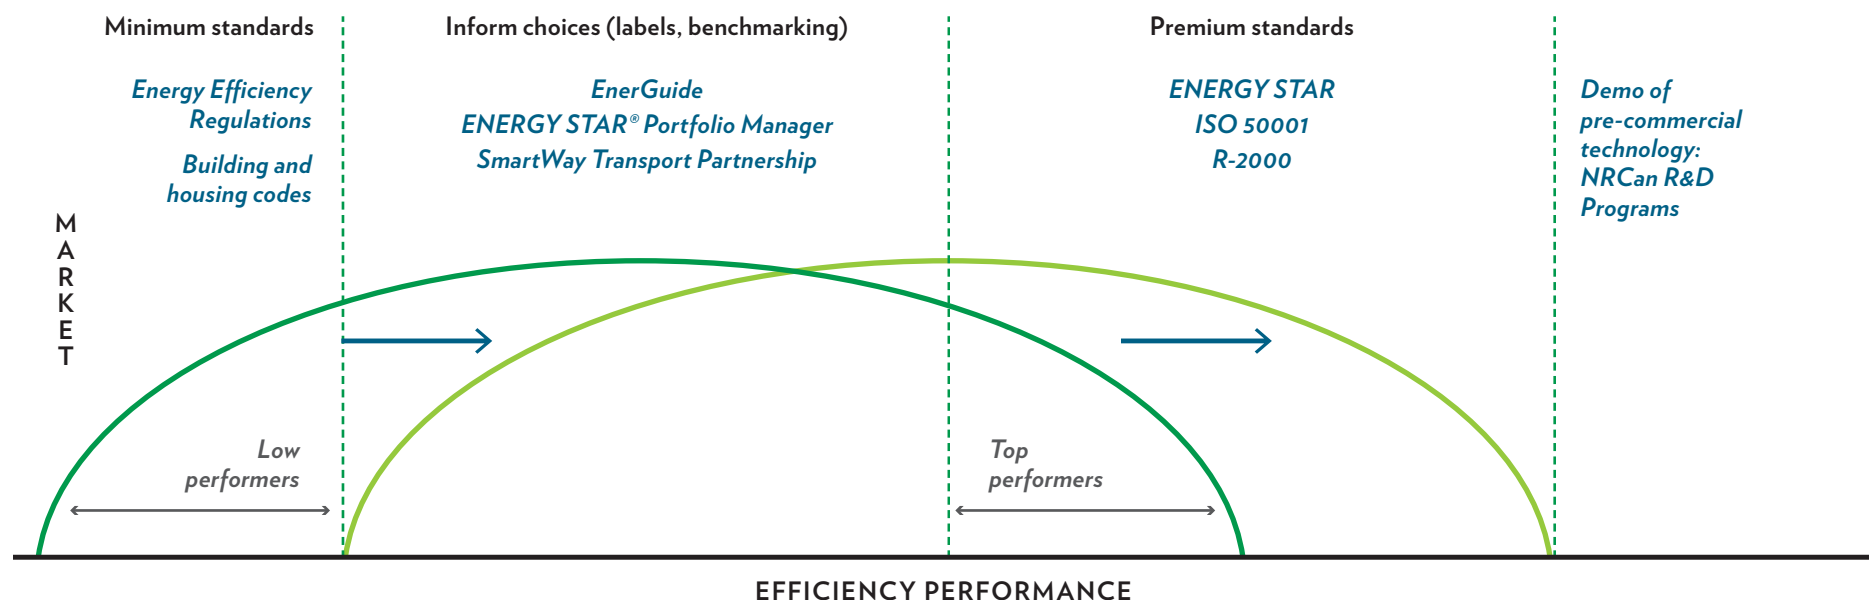 Minimum standards
Energy Efficiency
Regulations
Building and
housing codes
Inform choices (labels, benchmarking)
EnerGuide
ENERGY STAR® Portfolio Manager
SmartWay Transport Partnership
Premium standards
ENERGY STAR
ISO 50001
R-2000
Demo of
pre-commercial
technology:
NRCan R&D
Programs
MARKET
Low
performers
Top
performers
EFFICIENCY PERFORMANCE